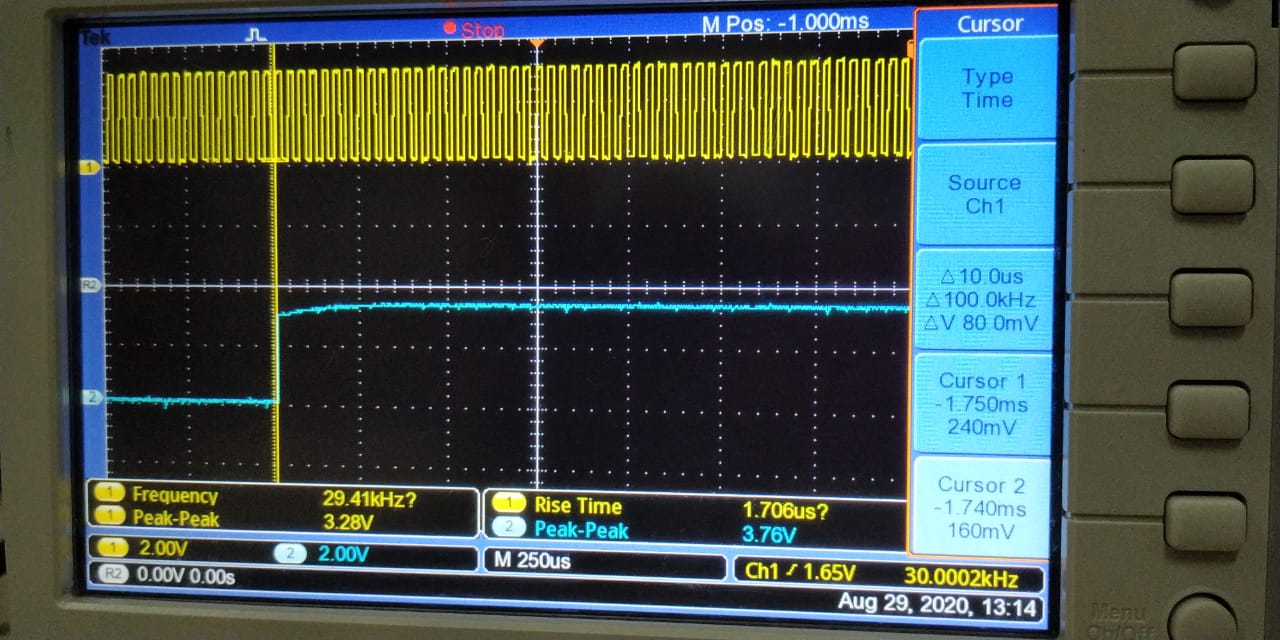 Tek
Stop
M Pos: -1.000ms
Cursor
Type
Time
Source
Ch1
△10.0us
△100.0kHz
△V 80.0mV
Cursor 1
-1.750ms
240mV
Cursor 2
-1.740ms
160mV
1
R2
2
1 Frequency 29.41kHz?
1 Peak-Peak 3.28V
1 Rise Time 1.706us?
2 Peak-Peak 3.76V
1 2.00V 2 2.00V
M 250us
Ch1 1.65V 30.0002kHz
R2 0.00V 0.00s
Aug 29, 2020, 13:14
Menu
On/Off